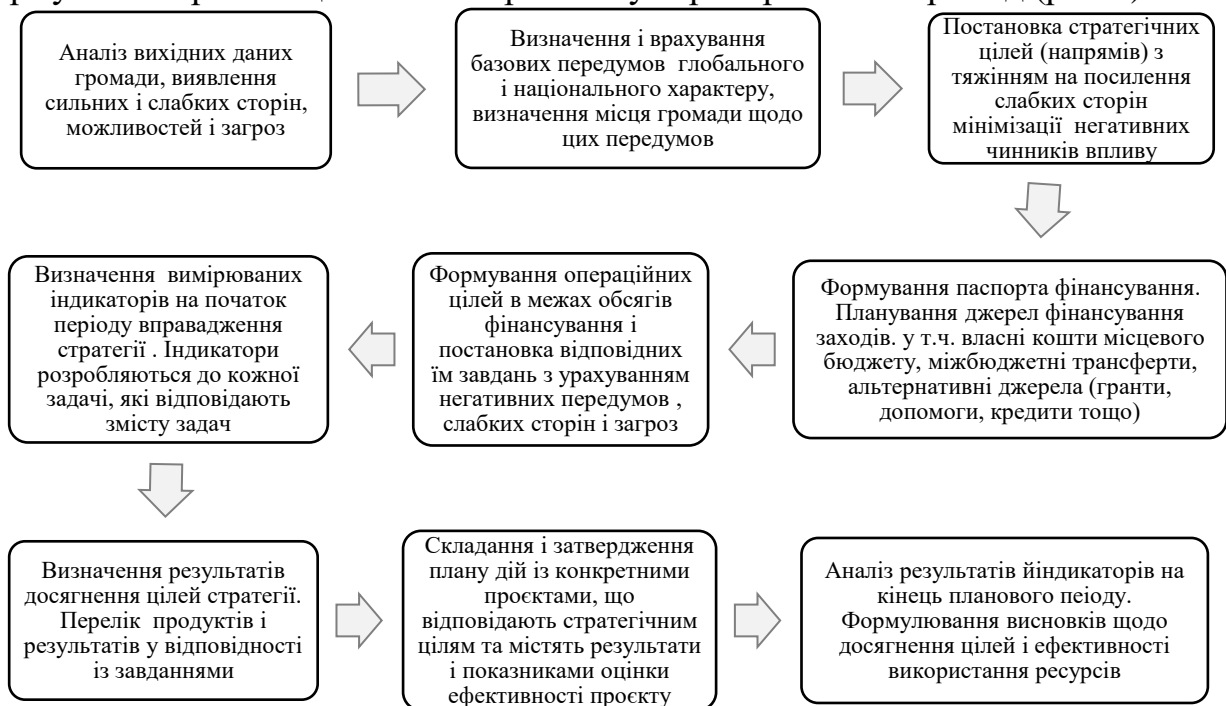 Аналіз вихідних даних
громади, виявлення
сильних і слабких сторін,
можливостей і загроз
Визначення і врахування
базових передумов глобального
і національного характеру,
визначення місця громади щодо
цих передумов
Постановка стратегічних
цілей (напрямів) з
тяжінням на посилення
слабких сторін
мінімізації негативних
чинників впливу
Формування паспорта фінансування.
Планування джерел фінансування
заходів. у т.ч. власні кошти місцевого
бюджету, міжбюджетні трансферти,
альтернативні джерела (гранти,
допомоги, кредити тощо)
Формування операційних
цілей в межах обсягів
фінансування і
постановка відповідних
їм завдань з урахуванням
негативних передумов ,
слабких сторін і загроз
Визначення вимірюваних
індикаторів на початок
періоду вправадження
стратегії . Індикатори
розробляються до кожної
задачі, які відповідають
змісту задач
Визначення результатів
досягнення цілей стратегії.
Перелік продуктів і
результатів у відповідності
із завданнями
Складання і затвердження
плану дій із конкретними
проєктами, що
відповідають стратегічним
цілям та містять результати
і показниками оцінки
ефективності проєкту
Аналіз результатів йіндикаторів на
кінець планового пеіоду.
Формулювання висновків щодо
досягнення цілей і ефективності
використання ресурсів